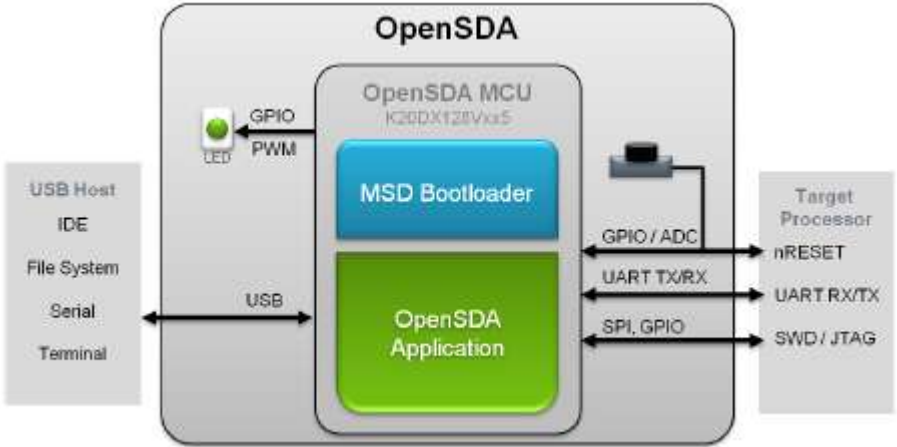 OpenSDA
OpenSDA MCU
K20DX128Vxx5
GPIO
PWM
LED
MSD Bootloader
OpenSDA
Application
USB Host
IDE
File System
Serial
Terminal
USB
GPIO / ADC
UART TX/RX
SPI, GPIO
Target
Processor
nRESET
UART RX/TX
SWD / JTAG